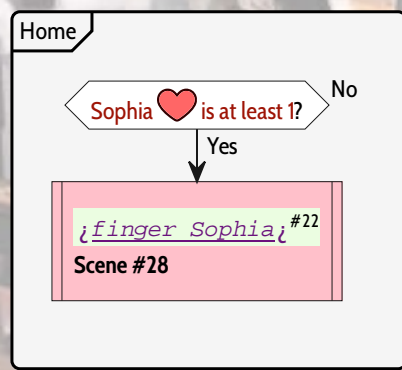 Home
Sophia ❤ is at least 1?
No
Yes
¿finger Sophia¿#22
Scene #28